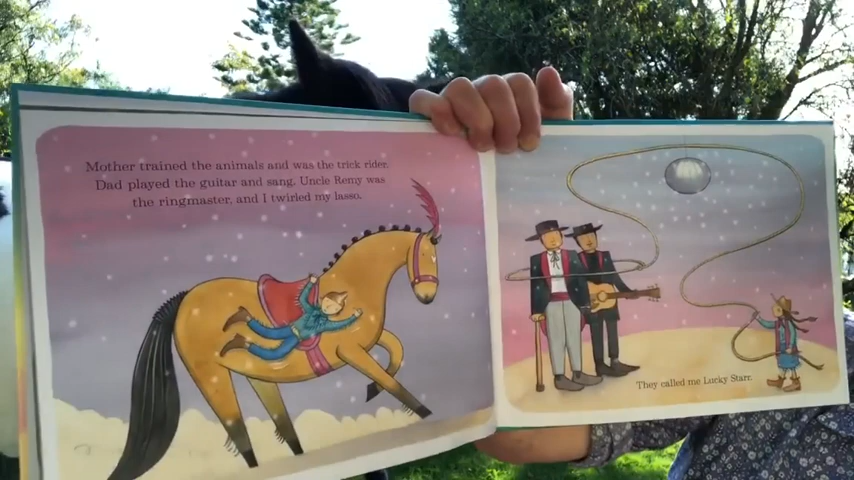 Mother trained the animals and was the trick rider.
Dad played the guitar and sang. Uncle Remy was
the ringmaster, and I twirled my lasso.
They called me Lucky Starr.